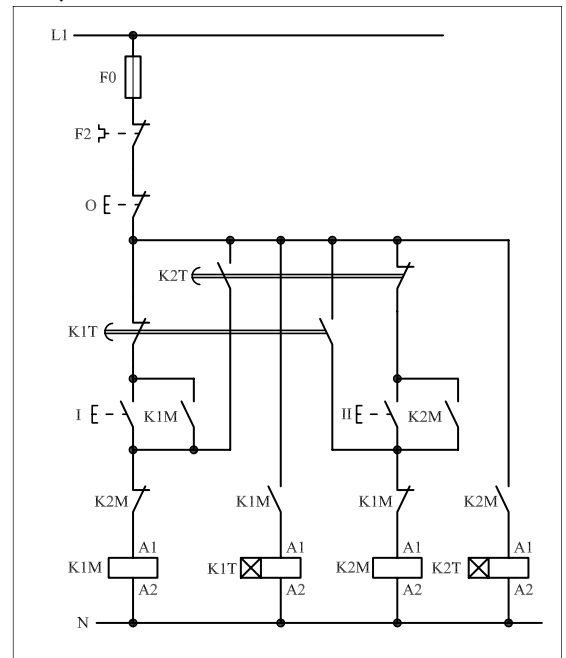 L1
F0
F2
O
K2T
K1T
I K1M II K2M
K2M K1M K1M K2M
A1 A1 A1 A1
K1M K1T K2M K2T
A2 A2 A2 A2
N